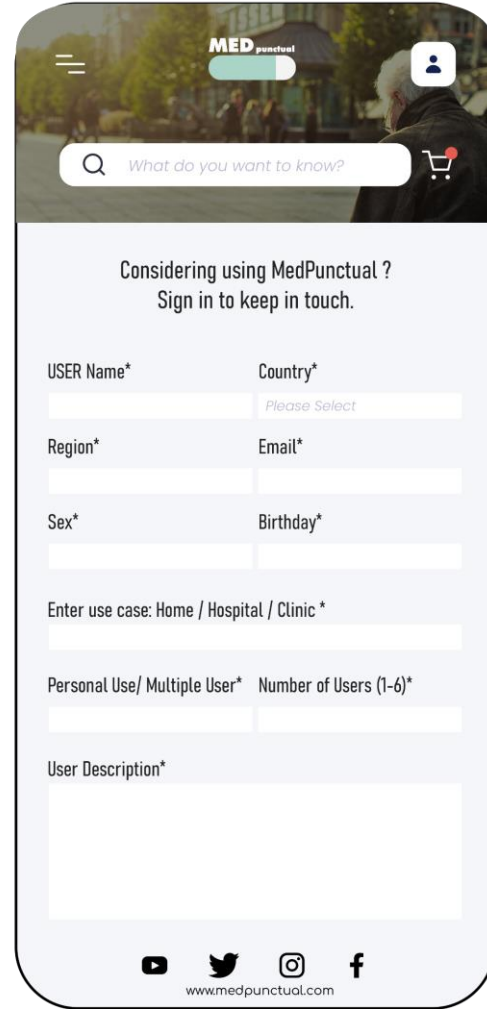 MED punctual
What do you want to know?
Considering using MedPunctual ?
Sign in to keep in touch.
USER Name*
Country*
Please Select
Region*
Email*
Sex*
Birthday*
Enter use case: Home / Hospital / Clinic *
Personal Use/ Multiple User*
Number of Users (1-6)*
User Description*
www.medpunctual.com